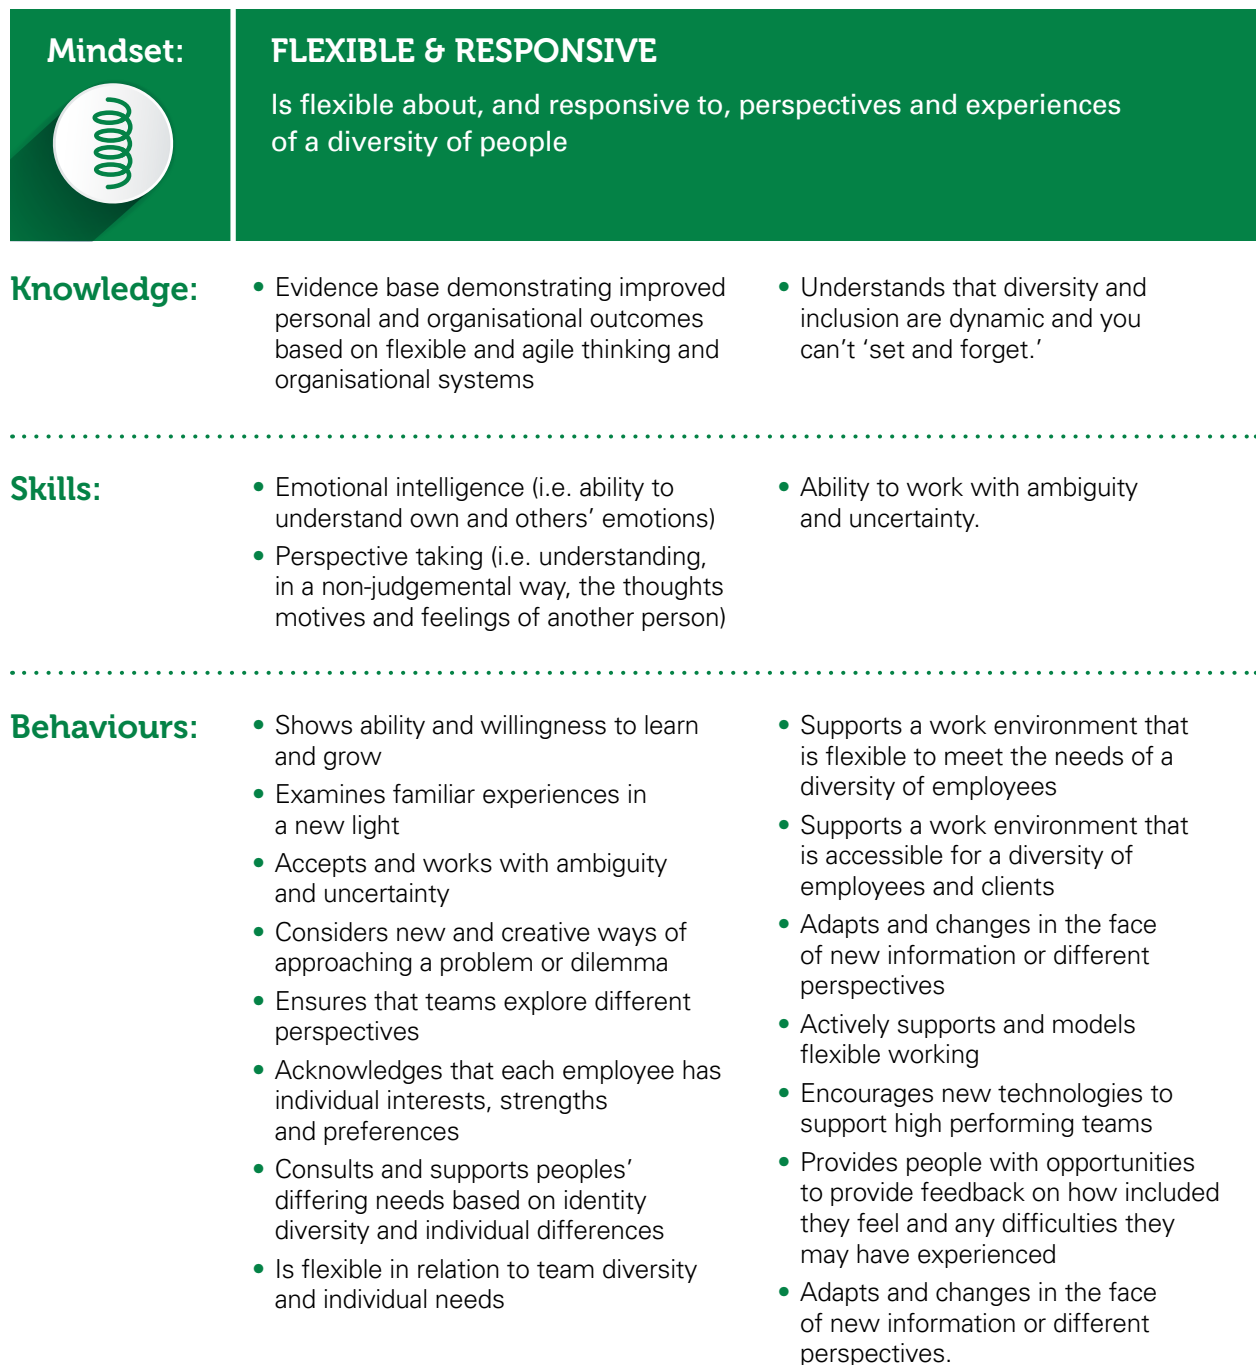 Mindset:
FLEXIBLE & RESPONSIVE
Is flexible about, and responsive to, perspectives and experiences
of a diversity of people
Knowledge:
• Evidence base demonstrating improved
personal and organisational outcomes
based on flexible and agile thinking and
organisational systems
• Understands that diversity and
inclusion are dynamic and you
can’t ‘set and forget.’
Skills:
• Emotional intelligence (i.e. ability to
understand own and others’ emotions)
• Perspective taking (i.e. understanding,
in a non-judgemental way, the thoughts
motives and feelings of another person)
• Ability to work with ambiguity
and uncertainty.
Behaviours:
• Shows ability and willingness to learn
and grow
• Examines familiar experiences in
a new light
• Accepts and works with ambiguity
and uncertainty
• Considers new and creative ways of
approaching a problem or dilemma
• Ensures that teams explore different
perspectives
• Acknowledges that each employee has
individual interests, strengths
and preferences
• Consults and supports peoples’
differing needs based on identity
diversity and individual differences
• Is flexible in relation to team diversity
and individual needs
• Supports a work environment that
is flexible to meet the needs of a
diversity of employees
• Supports a work environment that
is accessible for a diversity of
employees and clients
• Adapts and changes in the face
of new information or different
perspectives
• Actively supports and models
flexible working
• Encourages new technologies to
support high performing teams
• Provides people with opportunities
to provide feedback on how included
they feel and any difficulties they
may have experienced
• Adapts and changes in the face
of new information or different
perspectives.